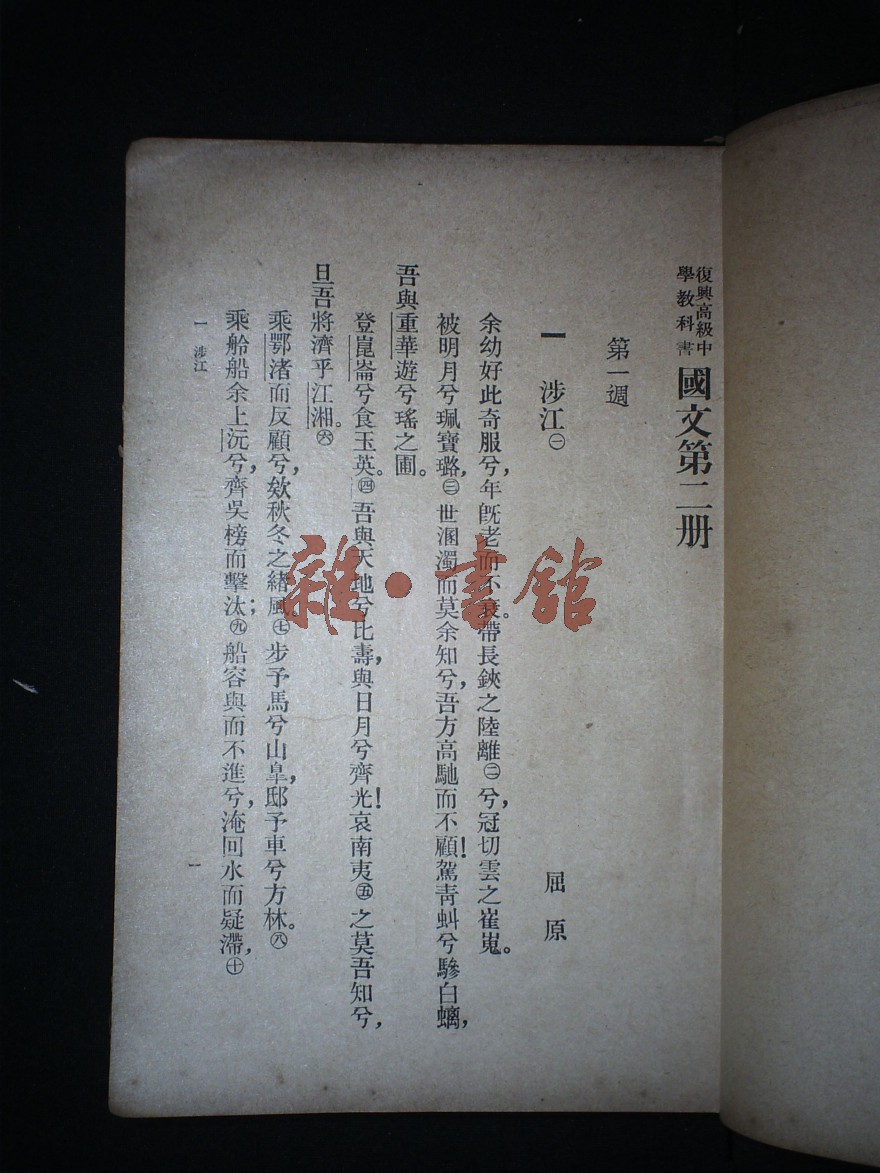 復興高級中
學教科書
國文第二册
第一週
一 涉江㊀
屈原
余幼好此奇服兮，年既老而不衰。帶長鋏之陸離㊁兮，冠切雲之崔嵬。
被明月兮珮寶璐，㊂世溷濁而莫余知兮，吾方高馳而不顧！駕青虯兮驂白螭，
吾與重華遊兮瑤之圃。
登崑崙兮食玉英。㊃吾與天地兮比壽，與日月兮齊光！哀南夷㊄之莫吾知兮，
旦吾將濟乎江湘。㊅
乘鄂渚而反顧兮，欸秋冬之緒風。㊆步予馬兮山臯，邸予車兮方林。㊇
乘舲船余上沅兮，齊吳榜而擊汰；㊈船容與而不進兮，淹回水而疑滯，㊉
一 涉江
一
雜·書館